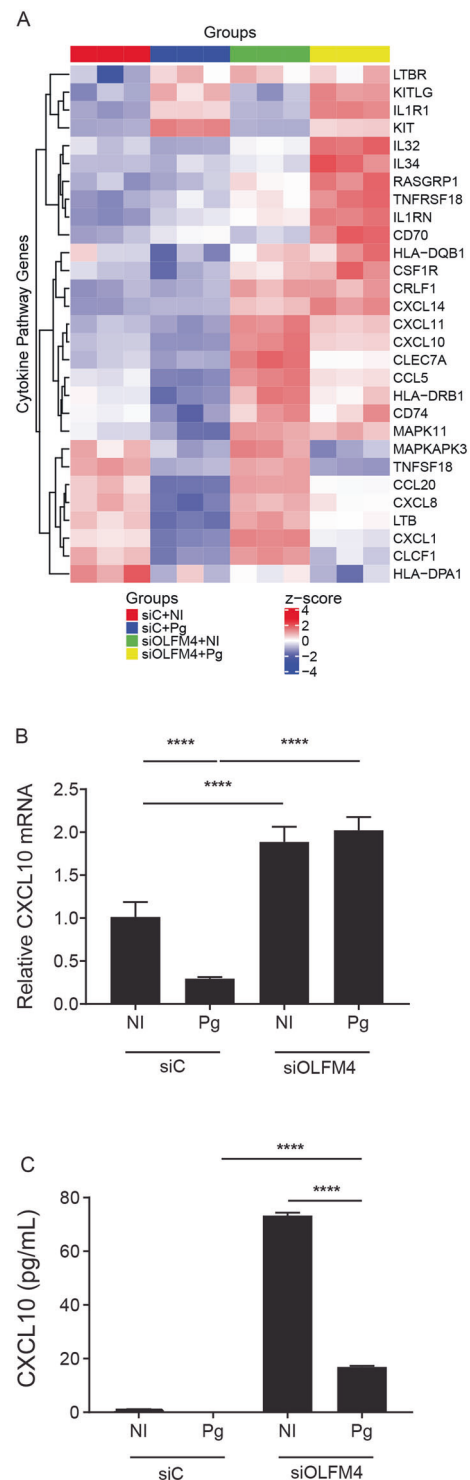 A
Groups
Cytokine Pathway Genes
LTBR
KITLG
IL1R1
KIT
IL32
IL34
RASGRP1
TNFRSF18
IL1RN
CD70
HLA-DQB1
CSF1R
CRLF1
CXCL14
CXCL11
CXCL10
CLEC7A
CCL5
HLA-DRB1
CD74
MAPK11
MAPKAPK3
TNFSF18
CCL20
CXCL8
LTB
CXCL1
CLCF1
HLA-DPA1
Groups
siC+NI
siC+Pg
siOLFM4+NI
siOLFM4+Pg
z-score
4
2
0
−2
−4
B
**** ****
****
Relative CXCL10 mRNA
2.5
2.0
1.5
1.0
0.5
0.0
NI Pg NI Pg
siC siOLFM4
C
****
****
CXCL10 (pg/mL)
80
60
40
20
0
NI Pg NI Pg
siC siOLFM4